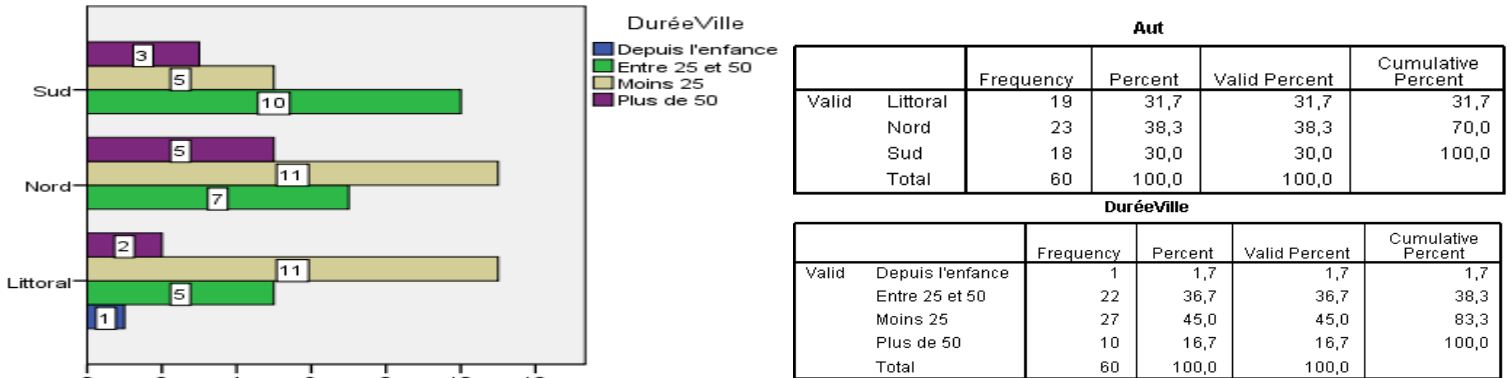 DuréeVille
Depuis l'enfance
Entre 25 et 50
Moins 25
Plus de 50
Sud
3
5
10
Nord
5
11
7
Littoral
2
11
5
1
Aut
Frequency Percent Valid Percent Cumulative Percent
Valid Littoral 19 31,7 31,7 31,7
Nord 23 38,3 38,3 70,0
Sud 18 30,0 30,0 100,0
Total 60 100,0 100,0
DuréeVille
Frequency Percent Valid Percent Cumulative Percent
Valid Depuis l'enfance 1 1,7 1,7 1,7
Entre 25 et 50 22 36,7 36,7 38,3
Moins 25 27 45,0 45,0 83,3
Plus de 50 10 16,7 16,7 100,0
Total 60 100,0 100,0